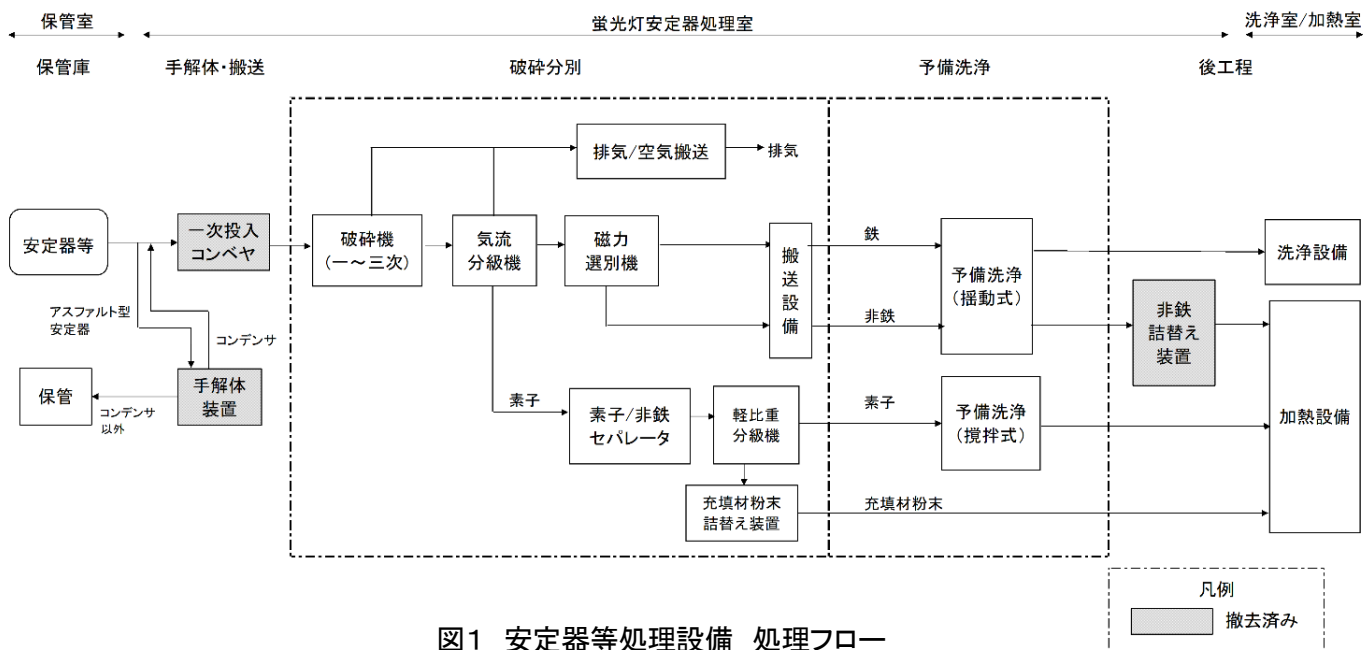 保管室
蛍光灯安定器処理室
洗浄室/加熱室
保管庫
手解体・搬送
破砕分別
予備洗浄
後工程
排気/空気搬送
排気
安定器等
一次投入
コンベヤ
破砕機
(一～三次)
気流
分級機
磁力
選別機
搬
送
設
備
鉄
非鉄
予備洗浄
(揺動式)
洗浄設備
アスファルト型
安定器
コンデンサ
非鉄
詰替え
装置
保管
コンデンサ
以外
手解体
装置
素子
素子/非鉄
セパレータ
軽比重
分級機
素子
予備洗浄
(撹拌式)
加熱設備
充填材粉末
詰替え装置
充填材粉末
凡例
撤去済み
図1 安定器等処理設備 処理フロー